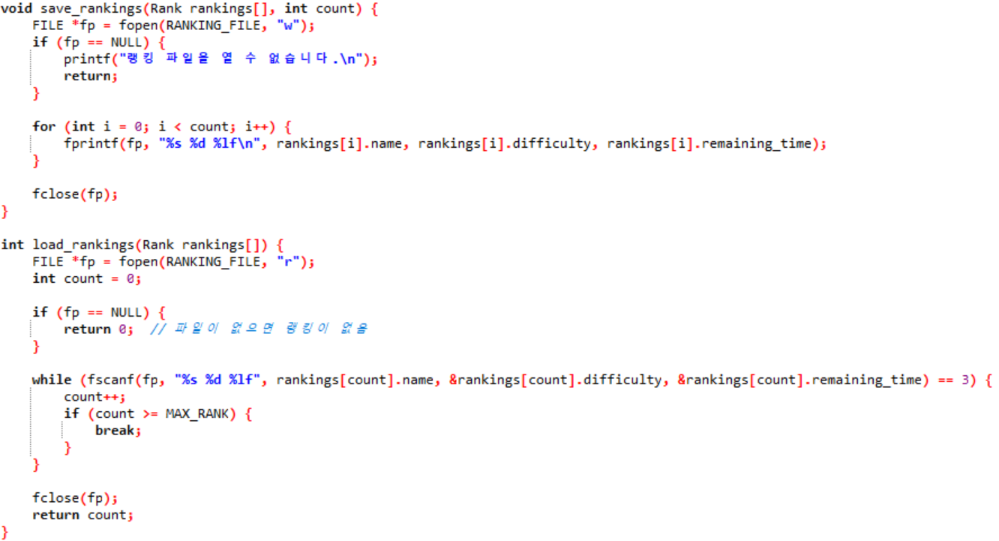 void save_rankings(Rank rankings[], int count) {
    FILE *fp = fopen(RANKING_FILE, "w");
    if (fp == NULL) {
        printf("랭킹 파일을 열 수 없습니다.\n");
        return;
    }

    for (int i = 0; i < count; i++) {
        fprintf(fp, "%s %d %lf\n", rankings[i].name, rankings[i].difficulty, rankings[i].remaining_time);
    }

    fclose(fp);
}

int load_rankings(Rank rankings[]) {
    FILE *fp = fopen(RANKING_FILE, "r");
    int count = 0;

    if (fp == NULL) {
        return 0;  // 파일이 없으면 랭킹이 없음
    }

    while (fscanf(fp, "%s %d %lf", rankings[count].name, &rankings[count].difficulty, &rankings[count].remaining_time) == 3) {
        count++;
        if (count >= MAX_RANK) {
            break;
        }
    }

    fclose(fp);
    return count;
}